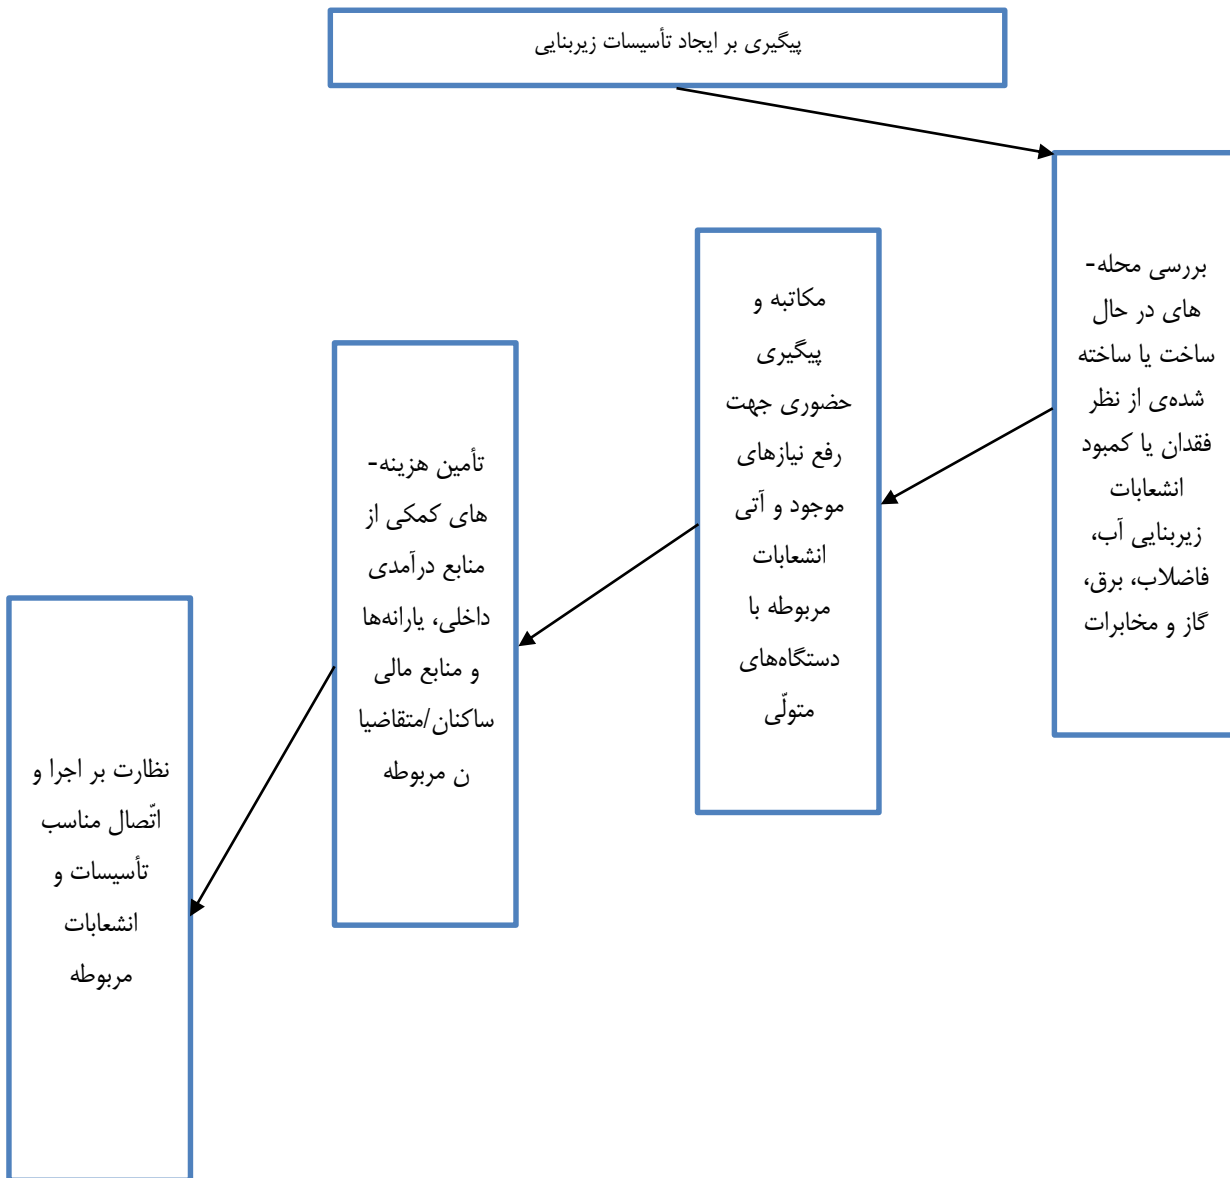 پیگیری بر ایجاد تأسیسات زیربنایی
بررسی محله-
های در حال
ساخت یا ساخته
شده‌ی از نظر
فقدان یا کمبود
انشعابات
زیربنایی آب،
فاضلاب، برق،
گاز و مخابرات
مکاتبه و
پیگیری
حضوری جهت
رفع نیازهای
موجود و آتی
انشعابات
مربوطه با
دستگاه‌های
متولّی
تأمین هزینه-
های کمکی از
منابع درآمدی
داخلی، یارانه‌ها
و منابع مالی
ساکنان/متقاضیا
ن مربوطه
نظارت بر اجرا و
اتّصال مناسب
تأسیسات و
انشعابات
مربوطه